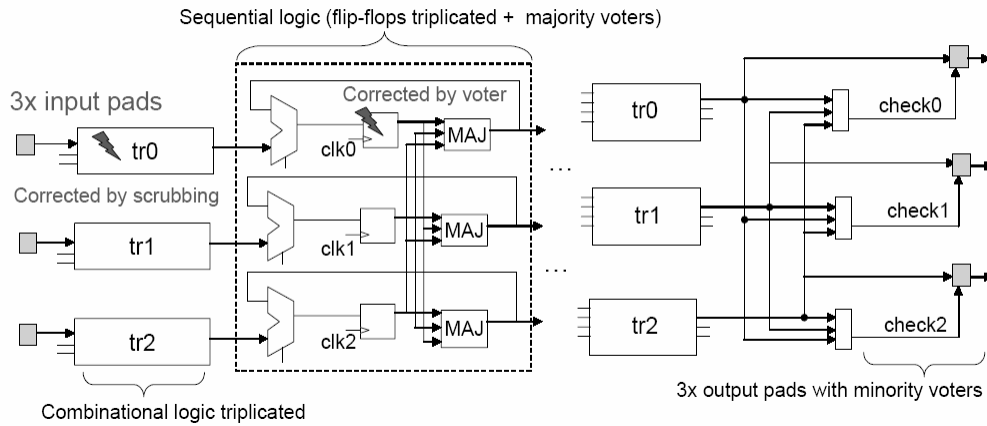 Sequential logic (flip-flops triplicated + majority voters)
3x input pads
Corrected by voter
tr0
clk0
MAJ
...
tr0
check0
Corrected by scrubbing
tr1
clk1
MAJ
...
tr1
check1
tr2
clk2
MAJ
tr2
check2
Combinational logic triplicated
3x output pads with minority voters